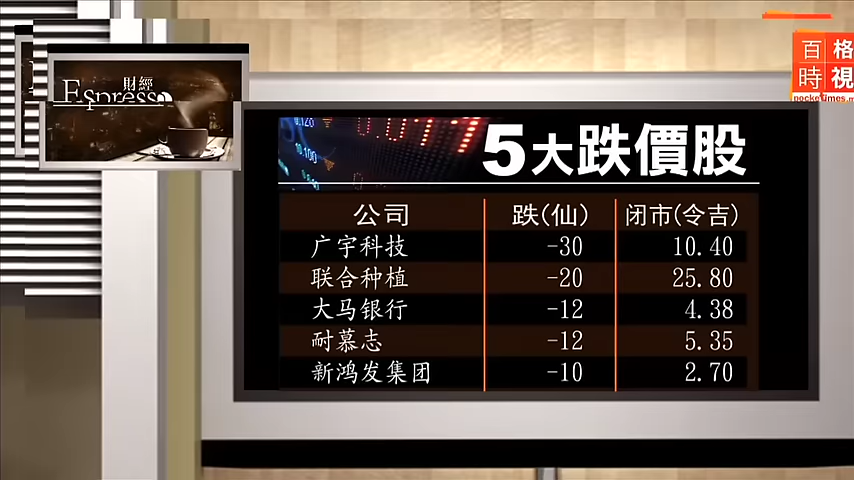 財經
Espresso
百格
時視
pocketimes.m
5大跌價股
公司 跌(仙) 闭市(令吉)
广宇科技 -30 10.40
联合种植 -20 25.80
大马银行 -12 4.38
耐慕志 -12 5.35
新鸿发集团 -10 2.70